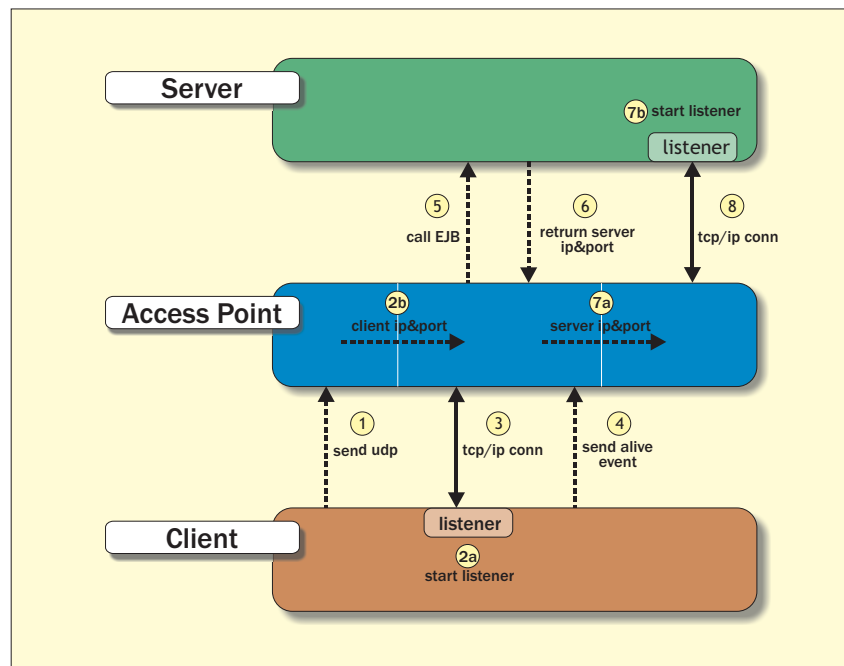 Server
7b start listener
listener
5
call EJB
6
retrurn server
ip&port
8
tcp/ip conn
Access Point
2b
client ip&port
7a
server ip&port
1
send udp
3
tcp/ip conn
4
send alive
event
Client
listener
2a
start listener